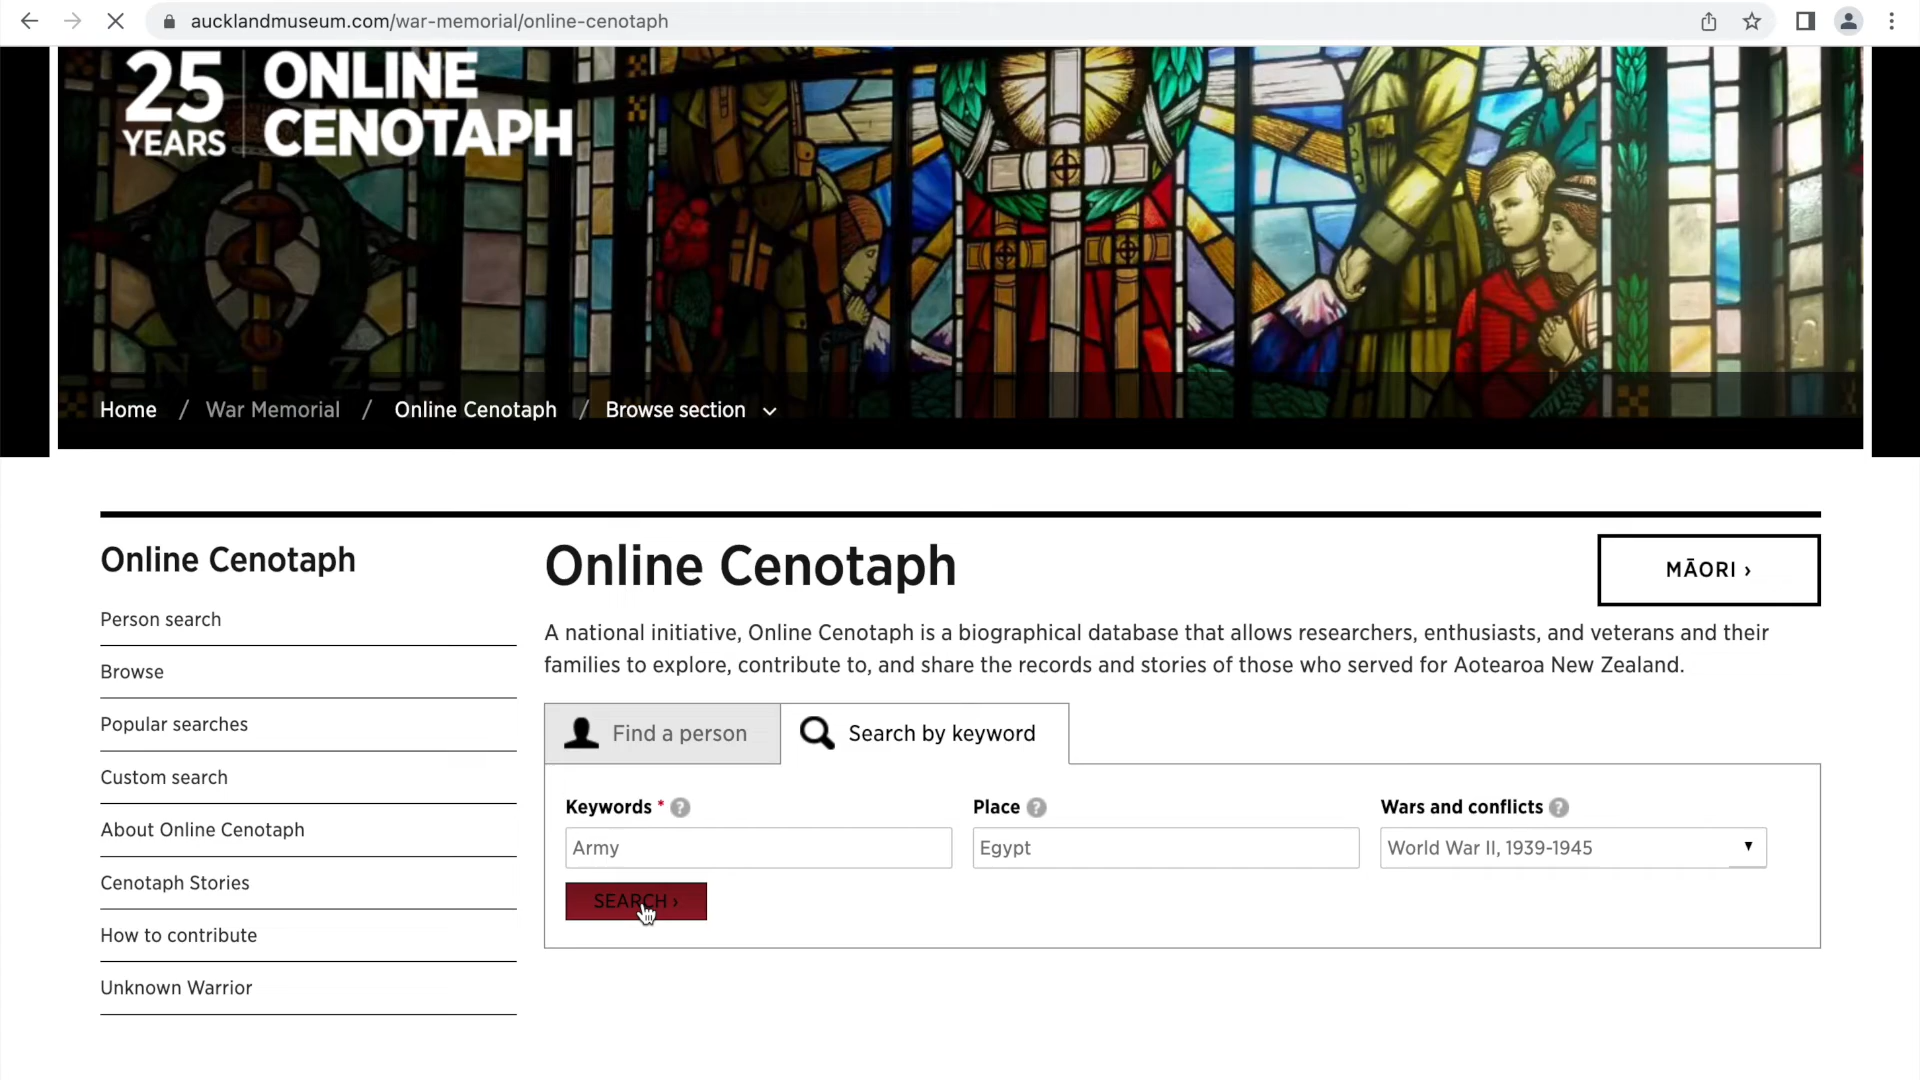 aucklandmuseum.com/war-memorial/online-cenotaph
25 YEARS
ONLINE
CENOTAPH
N Z
Home / War Memorial / Online Cenotaph / Browse section
Online Cenotaph
Person search
Browse
Popular searches
Custom search
About Online Cenotaph
Cenotaph Stories
How to contribute
Unknown Warrior
Online Cenotaph
MĀORI ›
A national initiative, Online Cenotaph is a biographical database that allows researchers, enthusiasts, and veterans and their
families to explore, contribute to, and share the records and stories of those who served for Aotearoa New Zealand.
Find a person
Search by keyword
Keywords * ?
Place ?
Wars and conflicts ?
Army
Egypt
World War II, 1939-1945
SEARCH ›